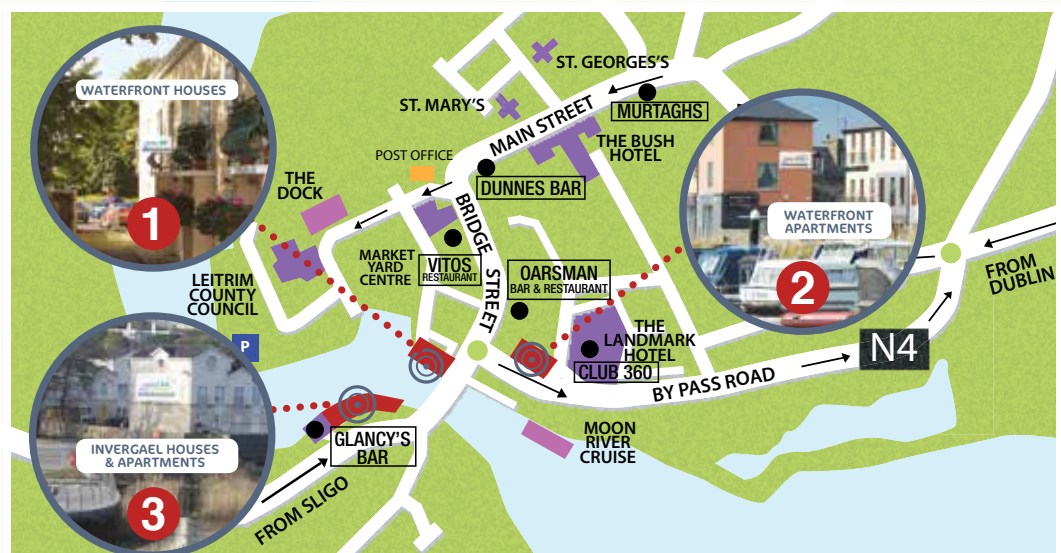 WATERFRONT HOUSES
1
ST. GEORGES'S
ST. MARY'S
MURTAGHS
MAIN STREET
THE BUSH
HOTEL
POST OFFICE
DUNNES BAR
THE
DOCK
BRIDGE
STREET
MARKET
YARD
CENTRE
VITOS
RESTAURANT
OARSMAN
BAR & RESTAURANT
LEITRIM
COUNTY
COUNCIL
P
WATERFRONT
APARTMENTS
2
FROM
DUBLIN
THE
LANDMARK
HOTEL
CLUB 360
N4
BY PASS ROAD
MOON
RIVER
CRUISE
GLANCY'S
BAR
FROM SLIGO
INVERGAEL HOUSES
& APARTMENTS
3